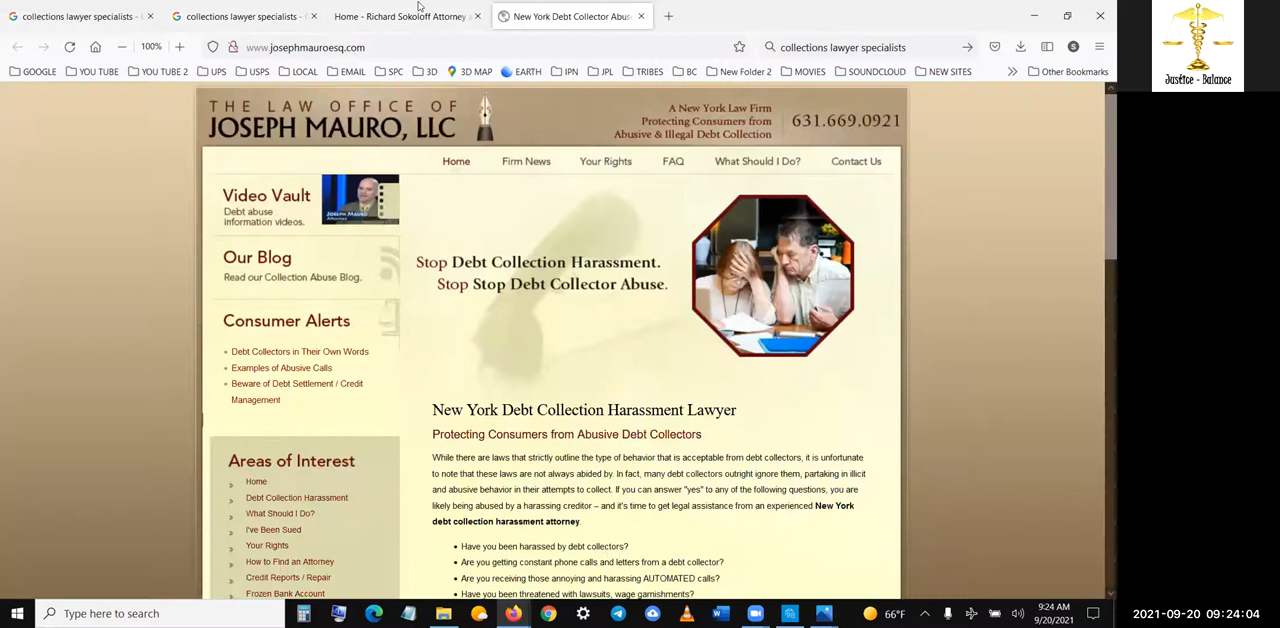 collections lawyer specialists -
collections lawyer specialists -
Home - Richard Sokoloff Attorney
New York Debt Collector Abus
100%
www.josephmauroesq.com
collections lawyer specialists
GOOGLE YOU TUBE YOU TUBE 2 UPS USPS LOCAL EMAIL SPC 3D 3D MAP EARTH IPN JPL TRIBES BC New Folder 2 MOVIES SOUNDCLOUD NEW SITES Other Bookmarks
Justice - Balance
THE LAW OFFICE OF
JOSEPH MAURO, LLC
A New York Law Firm
Protecting Consumers from
Abusive & Illegal Debt Collection
631.669.0921
Home Firm News Your Rights FAQ What Should I Do? Contact Us
Video Vault
Debt abuse
information videos.
JOSEPH MAURO
Our Blog
Read our Collection Abuse Blog.
Consumer Alerts
Debt Collectors in Their Own Words
Examples of Abusive Calls
Beware of Debt Settlement / Credit
Management
Stop Debt Collection Harassment.
Stop Stop Debt Collector Abuse.
New York Debt Collection Harassment Lawyer
Protecting Consumers from Abusive Debt Collectors
While there are laws that strictly outline the type of behavior that is acceptable from debt collectors, it is unfortunate
to note that these laws are not always abided by. In fact, many debt collectors outright ignore them, partaking in illicit
and abusive behavior in their attempts to collect. If you can answer "yes" to any of the following questions, you are
likely being abused by a harassing creditor – and it's time to get legal assistance from an experienced New York
debt collection harassment attorney.
Have you been harassed by debt collectors?
Are you getting constant phone calls and letters from a debt collector?
Are you receiving those annoying and harassing AUTOMATED calls?
Have you been threatened with lawsuits, wage garnishments?
Areas of Interest
Home
Debt Collection Harassment
What Should I Do?
I've Been Sued
Your Rights
How to Find an Attorney
Credit Reports / Repair
Frozen Bank Account
Type here to search
66°F
9:24 AM
9/20/2021
2021-09-20 09:24:04